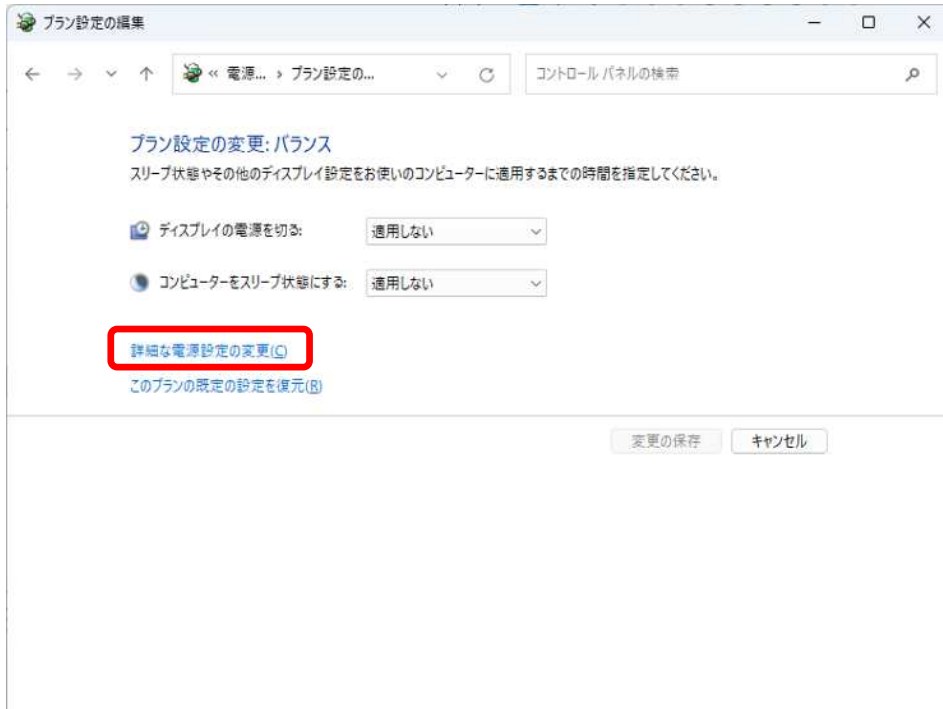 プラン設定の編集
« 電源... › プラン設定の...
コントロール パネルの検索
プラン設定の変更: バランス
スリープ状態やその他のディスプレイ設定をお使いのコンピューターに適用するまでの時間を指定してください。
ディスプレイの電源を切る: 適用しない
コンピューターをスリープ状態にする: 適用しない
詳細な電源設定の変更(C)
このプランの既定の設定を復元(R)
変更の保存 キャンセル